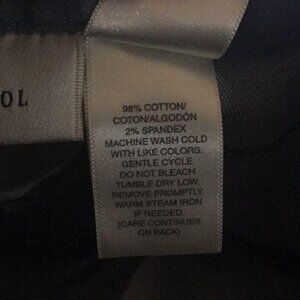 OL
98% COTTON/
COTON/ALGODÓN
2% SPANDEX
MACHINE WASH COLD
WITH LIKE COLORS.
GENTLE CYCLE
DO NOT BLEACH
TUMBLE DRY LOW.
REMOVE PROMPTLY.
WARM STEAM IRON
IF NEEDED
(CARE CONTINUES
ON BACK)